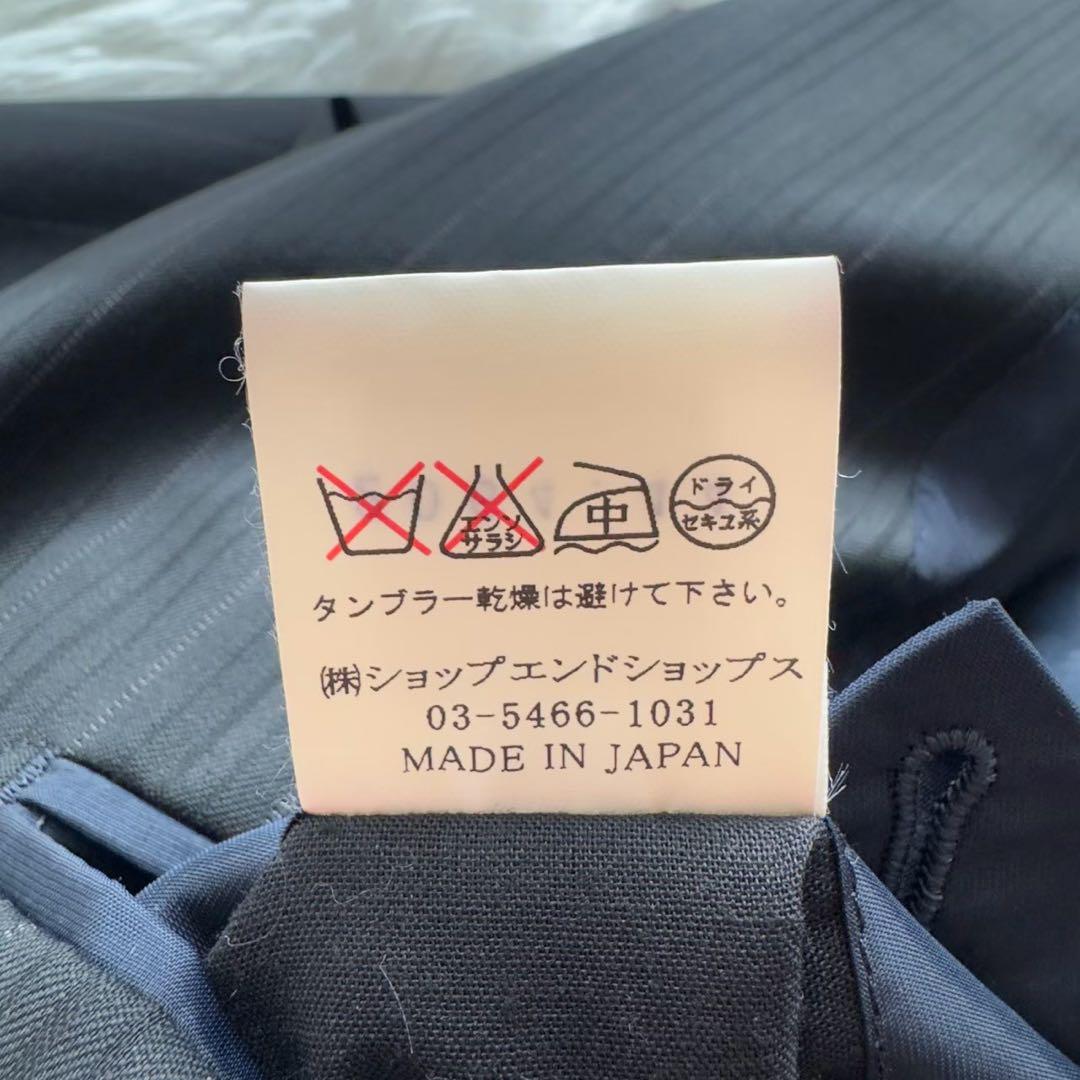 エンソ
サラシ
中
ドライ
セキユ系
タンブラー乾燥は避けて下さい。
㈱ショップエンドショップス
03-5466-1031
MADE IN JAPAN